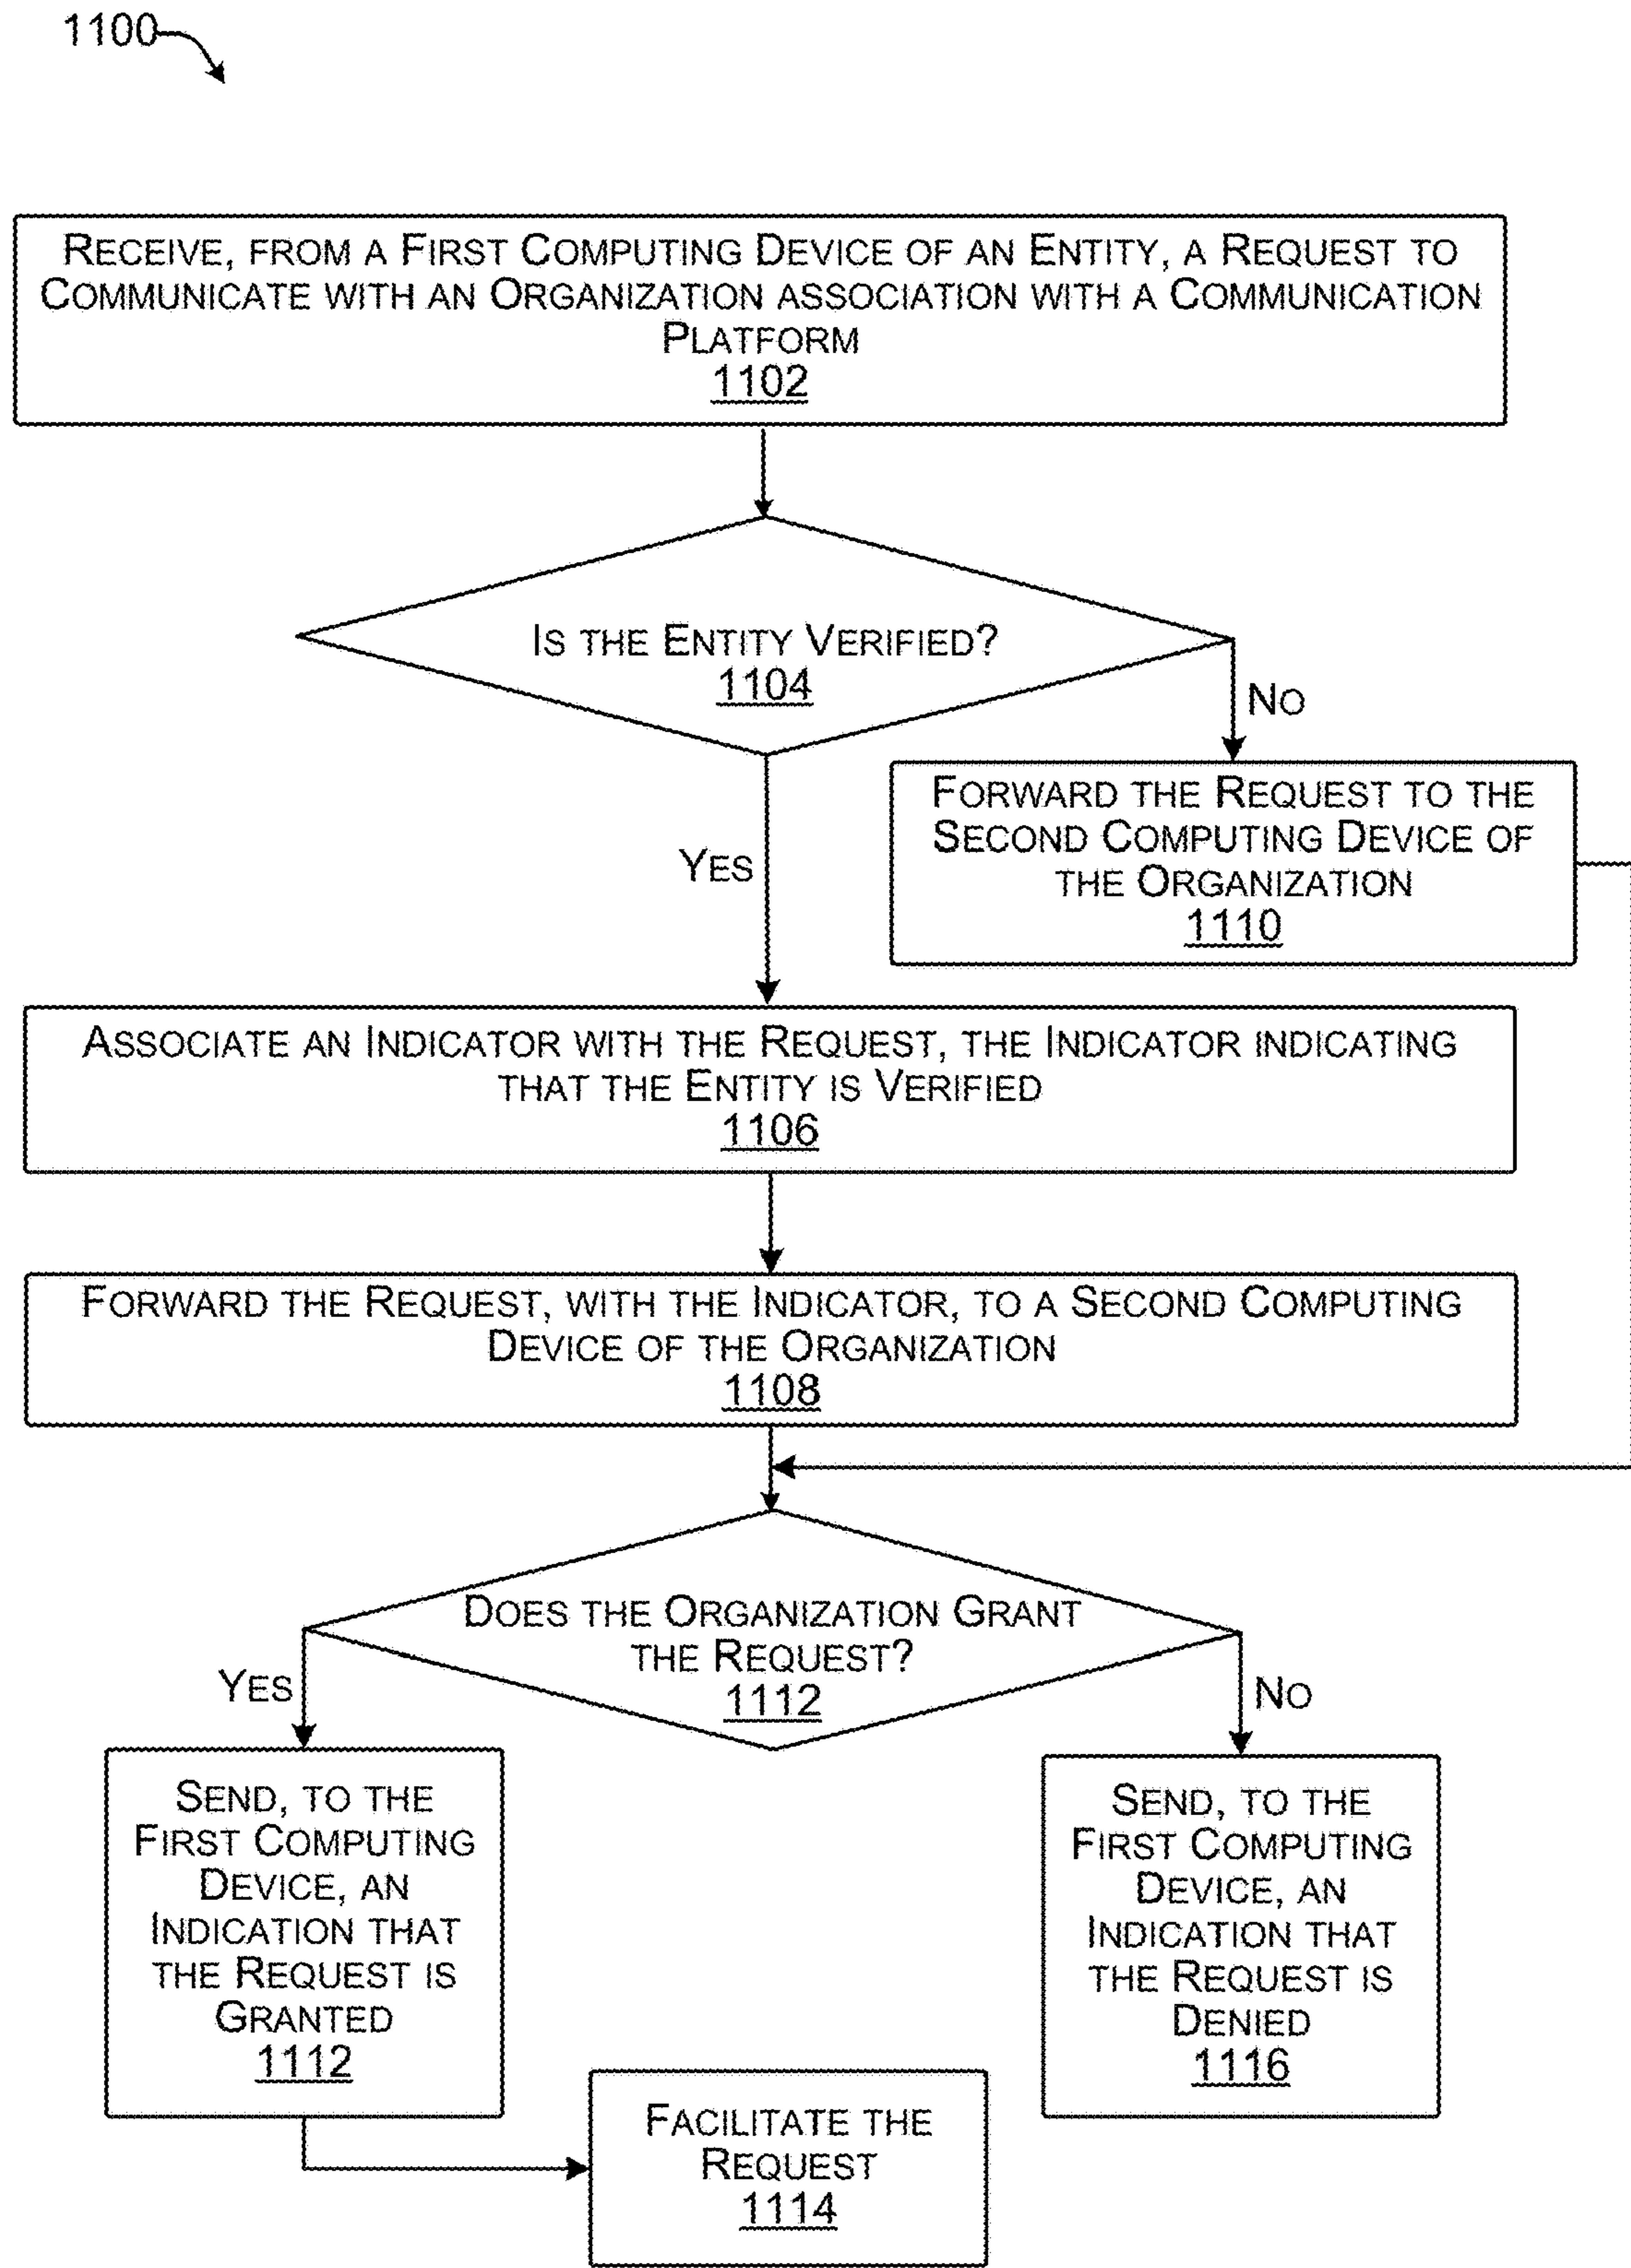 1100
RECEIVE, FROM A FIRST COMPUTING DEVICE OF AN ENTITY, A REQUEST TO
COMMUNICATE WITH AN ORGANIZATION ASSOCIATION WITH A COMMUNICATION
PLATFORM
1102
IS THE ENTITY VERIFIED?
1104
NO
YES
FORWARD THE REQUEST TO THE
SECOND COMPUTING DEVICE OF
THE ORGANIZATION
1110
ASSOCIATE AN INDICATOR WITH THE REQUEST, THE INDICATOR INDICATING
THAT THE ENTITY IS VERIFIED
1106
FORWARD THE REQUEST, WITH THE INDICATOR, TO A SECOND COMPUTING
DEVICE OF THE ORGANIZATION
1108
DOES THE ORGANIZATION GRANT
THE REQUEST?
1112
YES
NO
SEND, TO THE
FIRST COMPUTING
DEVICE, AN
INDICATION THAT
THE REQUEST IS
GRANTED
1112
SEND, TO THE
FIRST COMPUTING
DEVICE, AN
INDICATION THAT
THE REQUEST IS
DENIED
1116
FACILITATE THE
REQUEST
1114